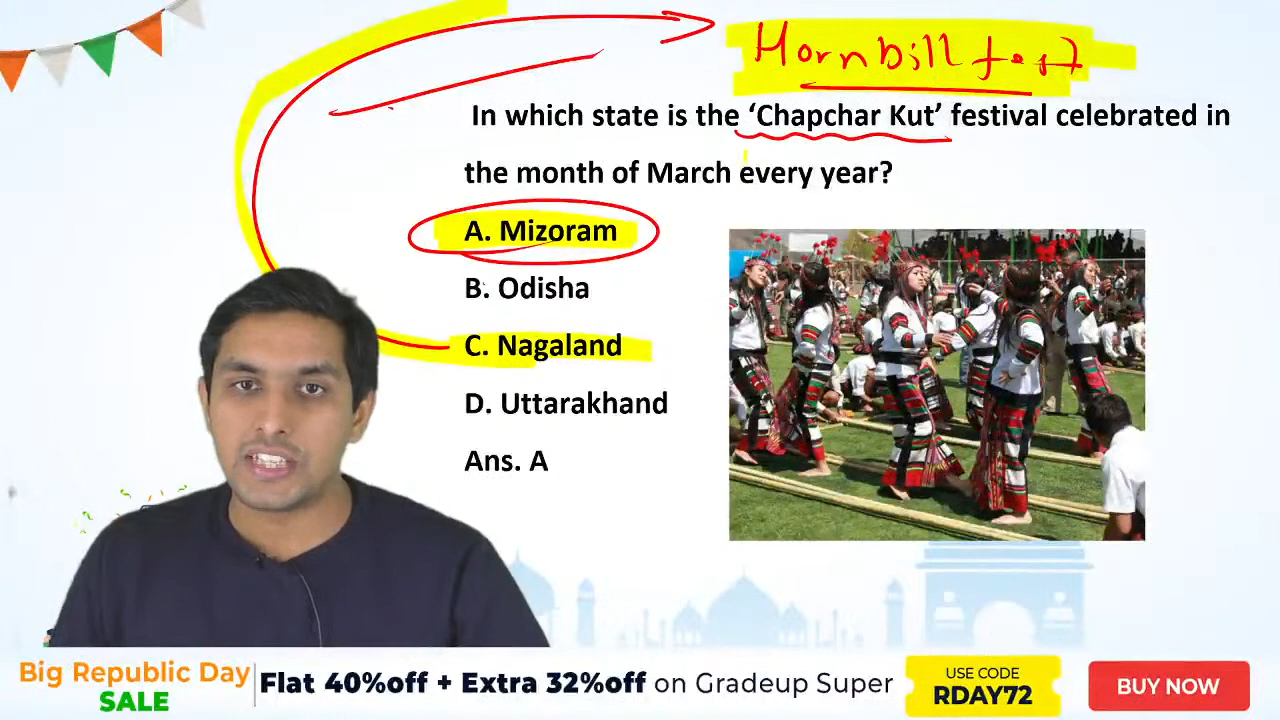 Hornbill fest
In which state is the ‘Chapchar Kut’ festival celebrated in
the month of March every year?
A. Mizoram
B. Odisha
C. Nagaland
D. Uttarakhand
Ans. A
Big Republic Day
SALE
Flat 40%off + Extra 32%off on Gradeup Super
USE CODE
RDAY72
BUY NOW